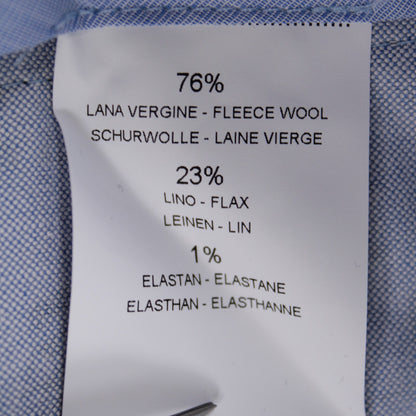 76%
LANA VERGINE - FLEECE WOOL
SCHURWOLLE - LAINE VIERGE
23%
LINO - FLAX
LEINEN - LIN
1%
ELASTAN - ELASTANE
ELASTHAN - ELASTHANNE